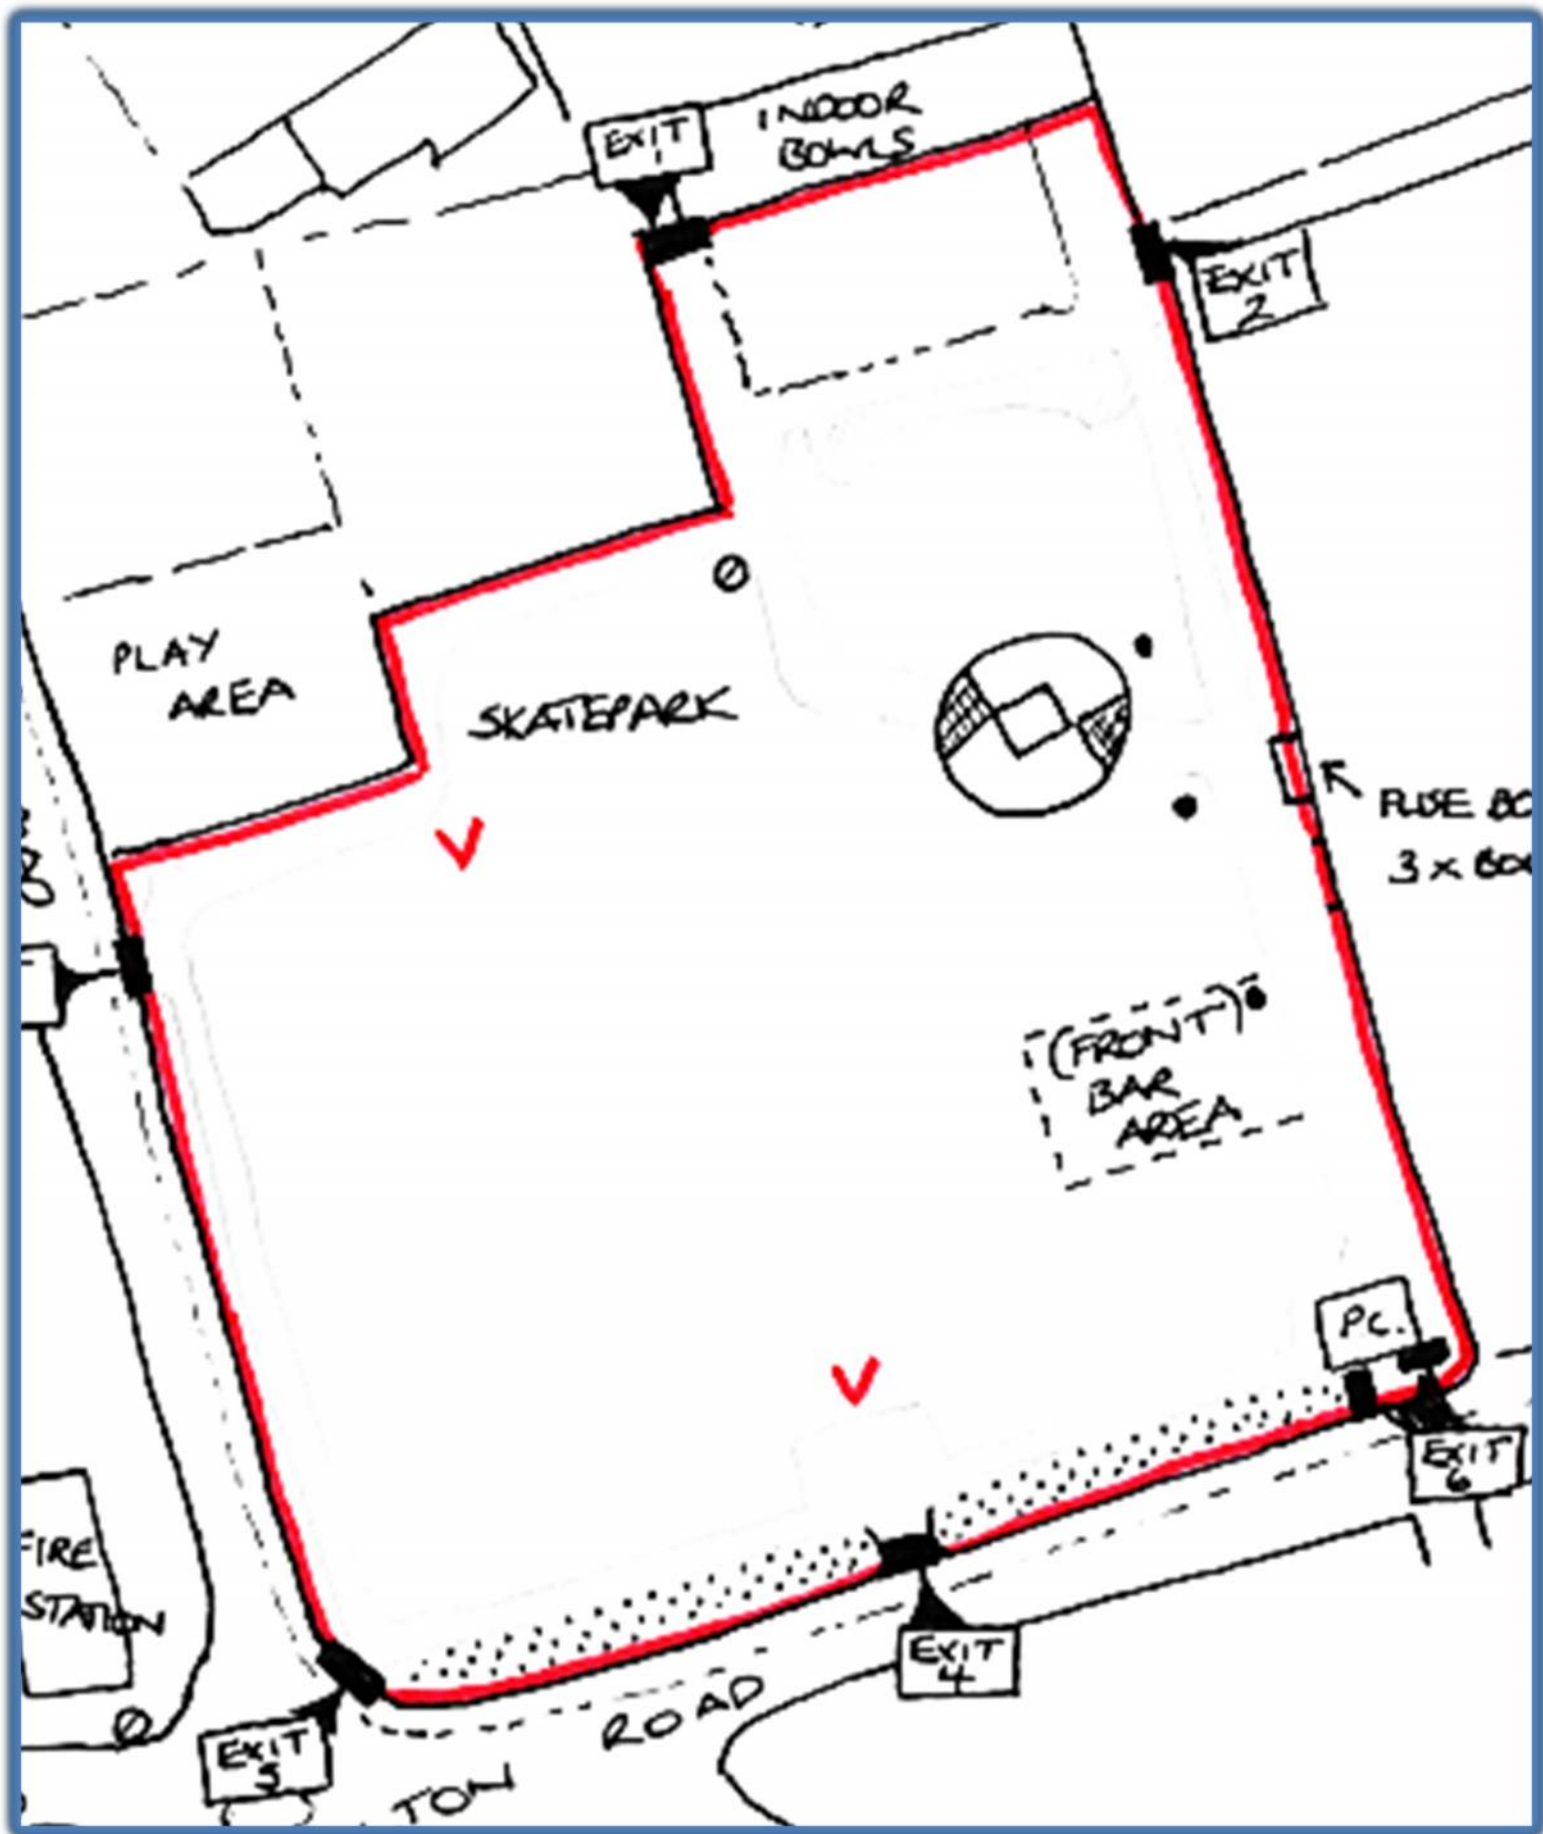 EXIT
1
INDOOR
BOWLS
EXIT
2
PLAY
AREA
SKATEPARK
FUSE BO
3 x BO
(FRONT)
BAR
AREA
PC.
EXIT
6
FIRE
STATION
EXIT
4
ROAD
TON
EXIT